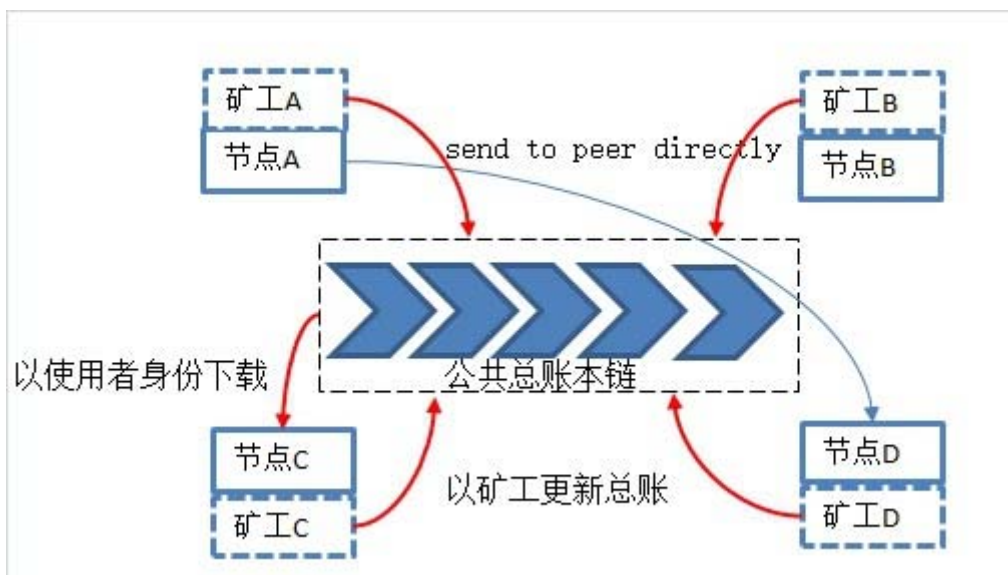 矿工A
矿工B
节点A
send to peer directly
节点B
公共总账本链
以使用者身份下载
节点C
节点D
以矿工更新总账
矿工C
矿工D